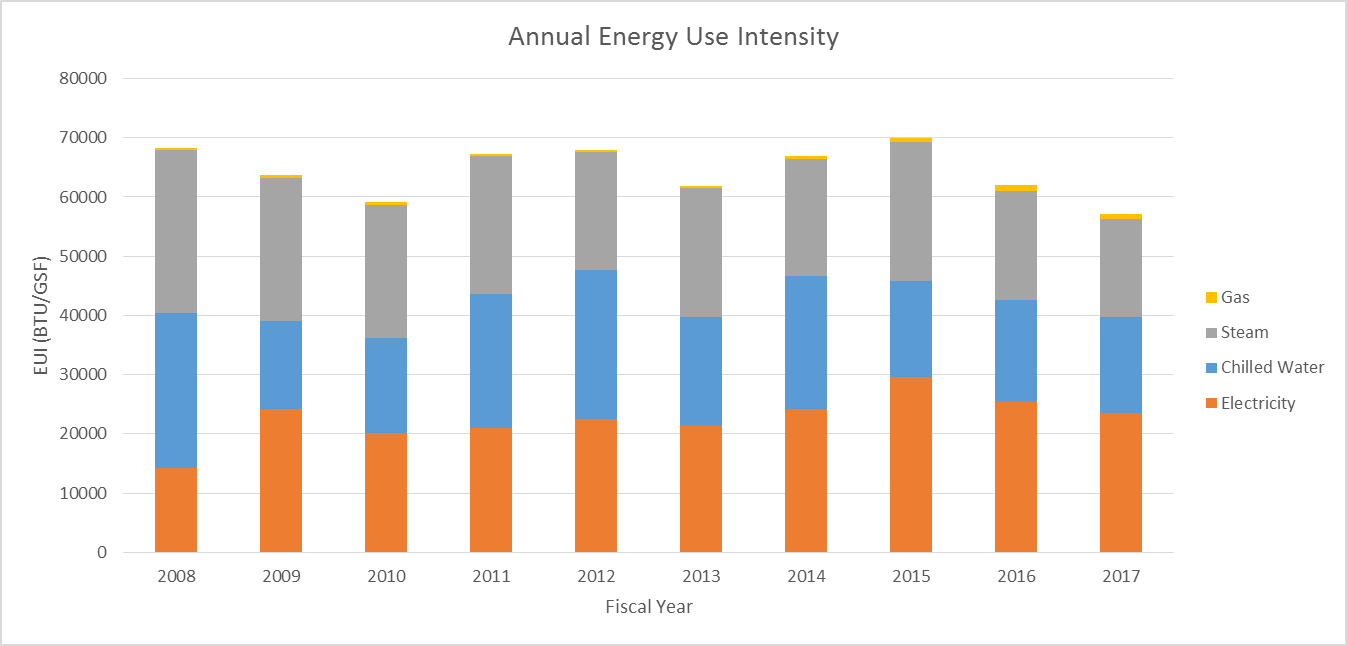 Annual Energy Use Intensity
80000
70000
60000
50000
40000
30000
20000
10000
0
EUI (BTU/GSF)
2008 2009 2010 2011 2012 2013 2014 2015 2016 2017
Fiscal Year
Gas
Steam
Chilled Water
Electricity